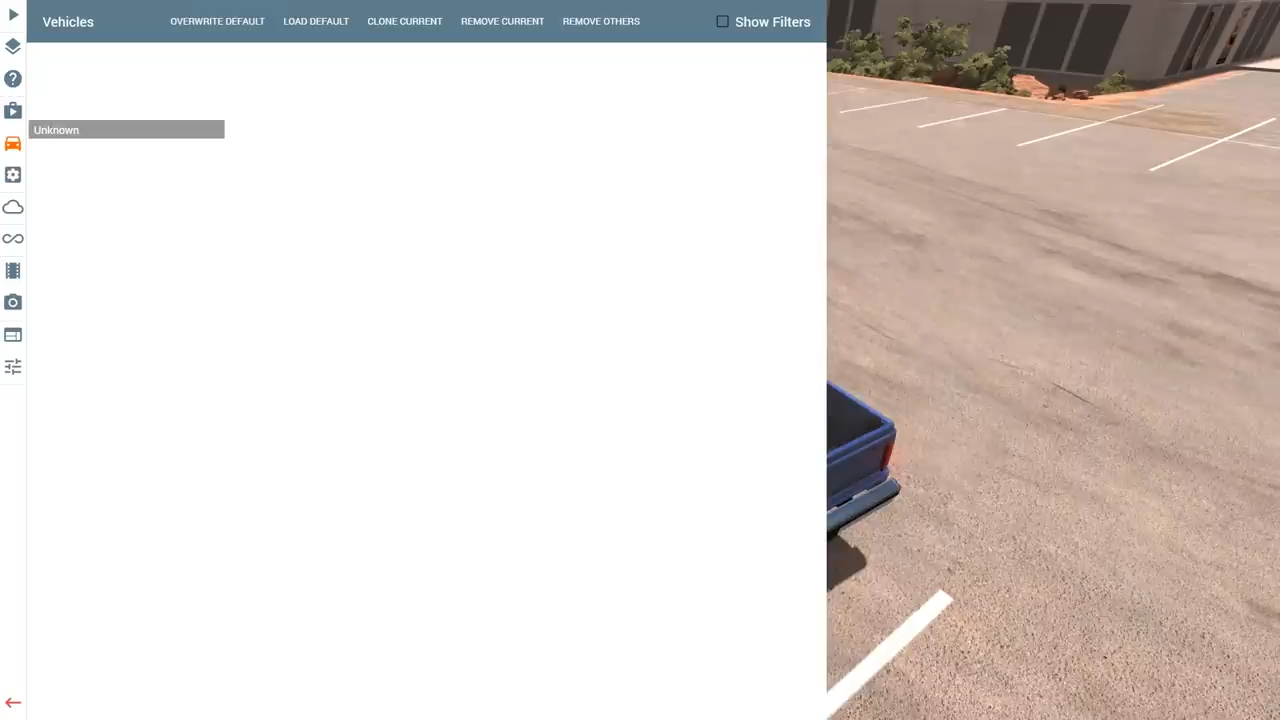 Vehicles
OVERWRITE DEFAULT
LOAD DEFAULT
CLONE CURRENT
REMOVE CURRENT
REMOVE OTHERS
Show Filters
Unknown